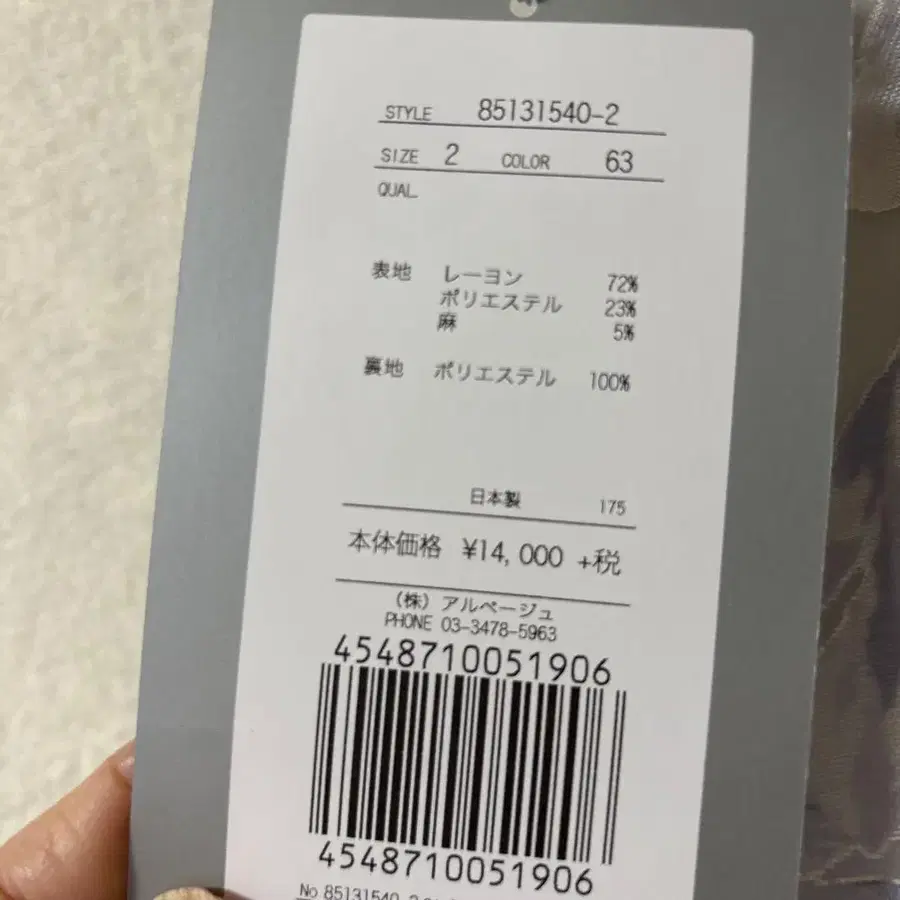 STYLE 85131540-2
SIZE 2 COLOR 63
QUAL
表地 レーヨン 72%
ポリエステル 23%
麻 5%
裏地 ポリエステル 100%
日本製 175
本体価格 ¥14,000 +税
(株) アルページュ
PHONE 03-3478-5963
4548710051906
4548710051906
No 85131540-2